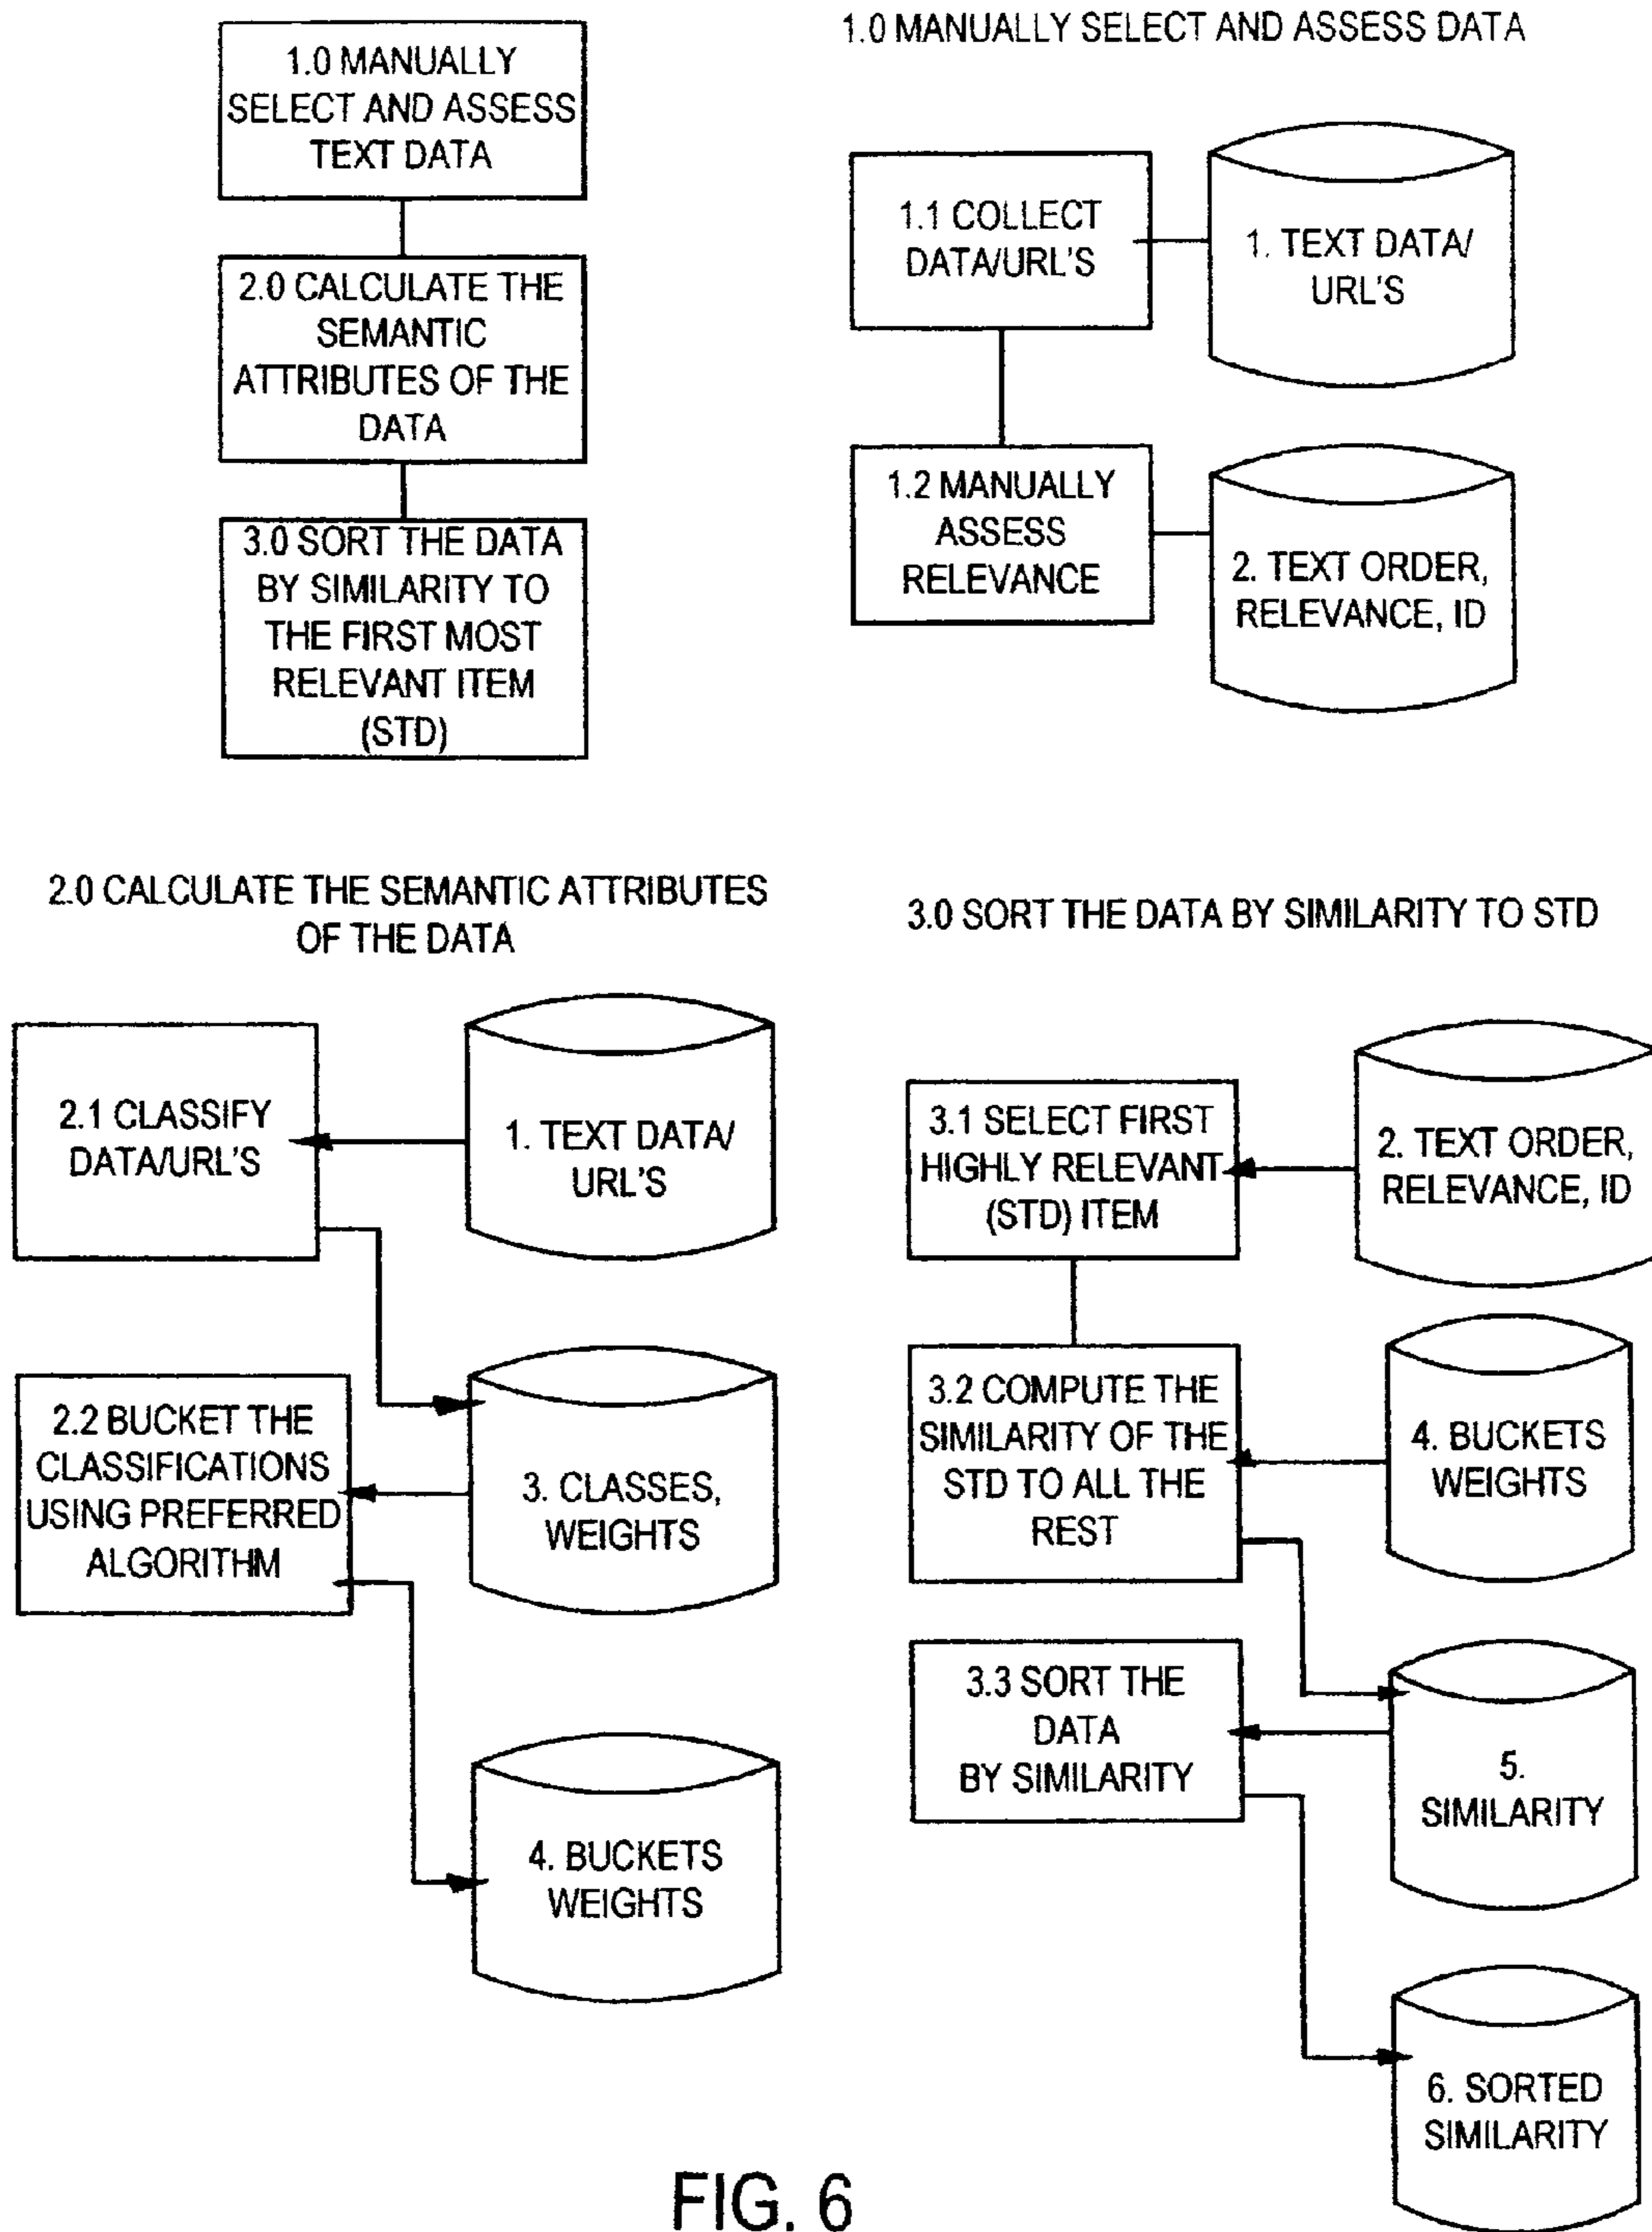 1.0 MANUALLY
SELECT AND ASSESS
TEXT DATA
2.0 CALCULATE THE
SEMANTIC
ATTRIBUTES OF THE
DATA
3.0 SORT THE DATA
BY SIMILARITY TO
THE FIRST MOST
RELEVANT ITEM
(STD)
1.0 MANUALLY SELECT AND ASSESS DATA
1.1 COLLECT
DATA/URL'S
1. TEXT DATA/
URL'S
1.2 MANUALLY
ASSESS
RELEVANCE
2. TEXT ORDER,
RELEVANCE, ID
2.0 CALCULATE THE SEMANTIC ATTRIBUTES
OF THE DATA
2.1 CLASSIFY
DATA/URL'S
1. TEXT DATA/
URL'S
2.2 BUCKET THE
CLASSIFICATIONS
USING PREFERRED
ALGORITHM
3. CLASSES,
WEIGHTS
4. BUCKETS
WEIGHTS
3.0 SORT THE DATA BY SIMILARITY TO STD
3.1 SELECT FIRST
HIGHLY RELEVANT
(STD) ITEM
2. TEXT ORDER,
RELEVANCE, ID
3.2 COMPUTE THE
SIMILARITY OF THE
STD TO ALL THE
REST
4. BUCKETS
WEIGHTS
3.3 SORT THE
DATA
BY SIMILARITY
5.
SIMILARITY
6. SORTED
SIMILARITY
FIG. 6